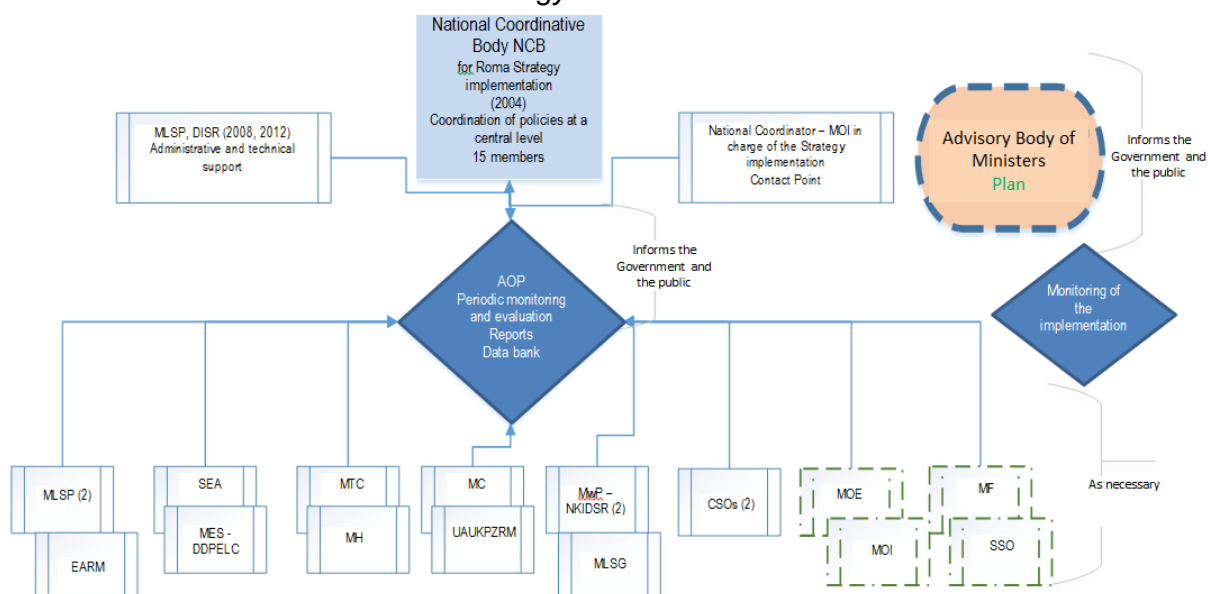 gy
National Coordinative
Body NCB
for Roma Strategy
implementation
(2004)
Coordination of policies at a
central level
15 members
MLSP, DISR (2008, 2012)
Administrative and technical
support
National Coordinator – MOI in
charge of the Strategy
implementation
Contact Point
Advisory Body of
Ministers
Plan
Informs the
Government and
the public
Informs the
Government and
the public
AOP
Periodic monitoring
and evaluation
Reports
Data bank
Monitoring of
the
implementation
MLSP (2)
EARM
SEA
MES -
DDPELC
MTC
MH
MC
UAUKPZRM
MwP –
NKIDSR (2)
MLSG
CSOs (2)
MOE
MOI
MF
SSO
As necessary